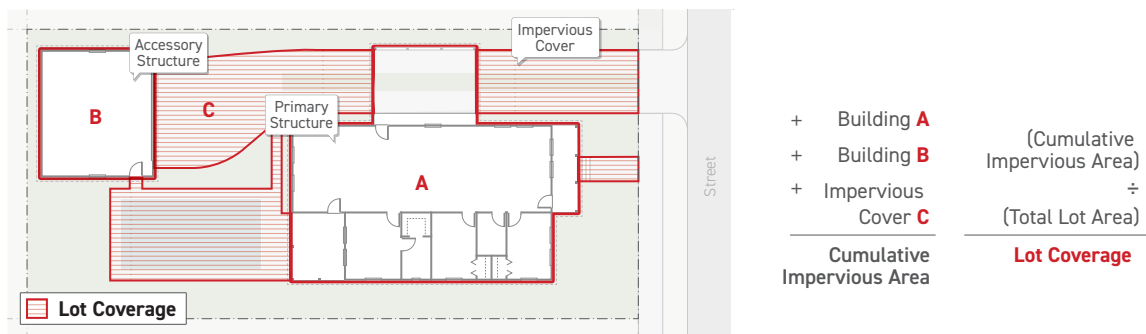 Accessory
Structure
Impervious
Cover
Primary
Structure
B
C
A
Street
Lot Coverage
+ Building A
+ Building B
+ Impervious
Cover C
Cumulative
Impervious Area
(Cumulative
Impervious Area)
÷
(Total Lot Area)
Lot Coverage